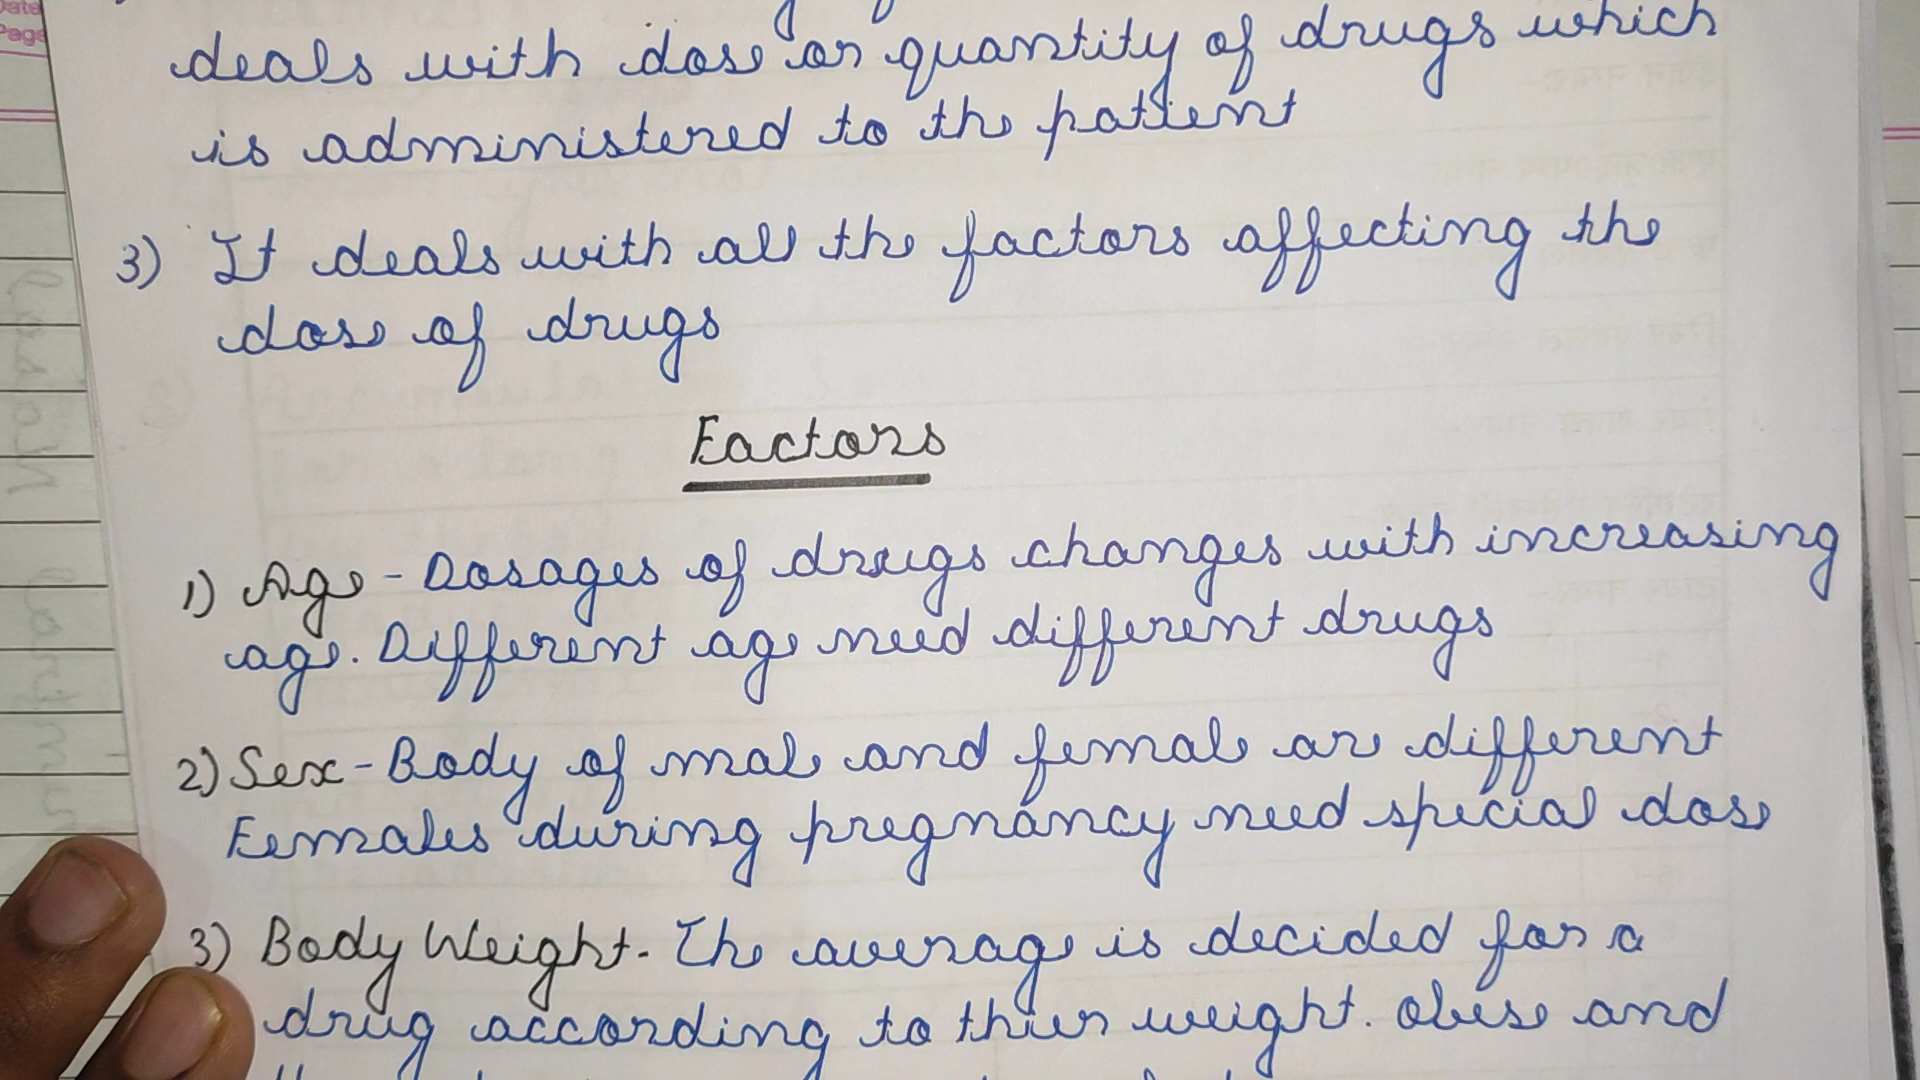 deals with dose or quantity of drugs which
is administered to the patient
3) It deals with all the factors affecting the
dose of drugs
Factors
1) Age - Dosages of drugs changes with increasing
age. Different age need different drugs
2) Sex - Body of male and female are different
Females during pregnancy need special dose
3) Body Weight - The average is decided for a
drug according to thier weight. Obese and